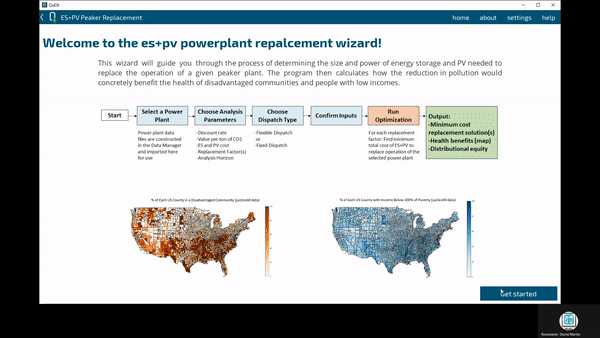 QuESt
ES+PV Peaker Replacement
home about settings help
Welcome to the es+pv powerplant repalcement wizard!
This wizard will guide you through the process of determining the size and power of energy storage and PV needed to
replace the operation of a given peaker plant. The program then calculates how the reduction in pollution would
concretely benefit the health of disadvantaged communities and people with low incomes.
Start
Select a Power
Plant
Choose Analysis
Parameters
Choose
Dispatch Type
Confirm Inputs
Run
Optimization
Output:
-Minimum cost
replacement solution(s)
-Health benefits (map)
-Distributional equity
Power plant data
files are constructed
in the Data Manager
and imported here
for use
-Discount rate
-Value per ton of CO2
-ES and PV cost
-Replacement Factor(s)
-Analysis Horizon
-Flexible Dispatch
or
-Fixed Dispatch
For each replacement
factor: Find minimum
total cost of ES+PV to
replace operation of the
selected power plant
% of Each US County in a Disadvantaged Community (Justice40 data)
% of Each US County with Income Below 200% of Poverty (Justice40 data)
Get started
Rosewater, David Martin